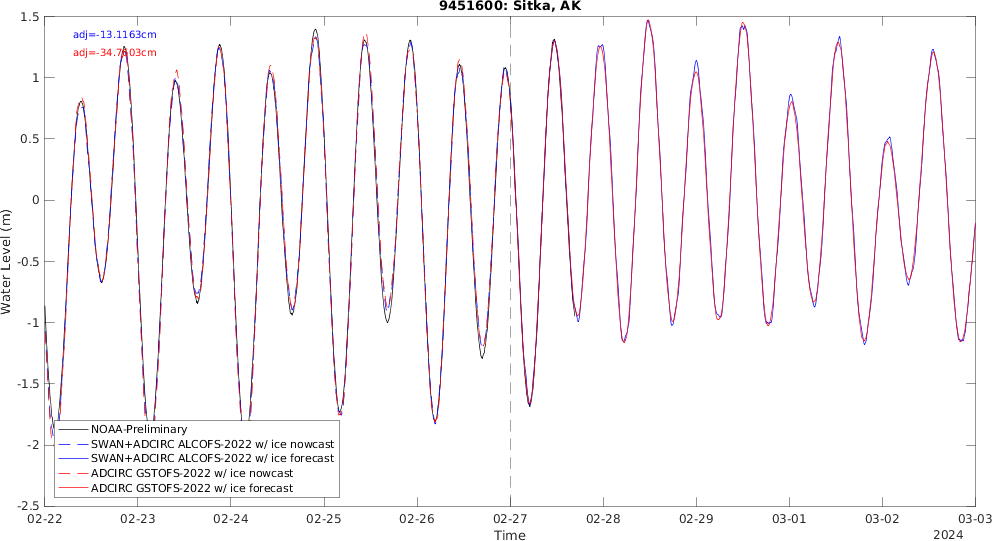 9451600: Sitka, AK
adj=-13.1163cm
1.5
1
0.5
0
-0.5
-1
-1.5
-2
-2.5
Water Level (m)
NOAA-Preliminary
SWAN+ADCIRC ALCOFS-2022 w/ ice nowcast
SWAN+ADCIRC ALCOFS-2022 w/ ice forecast
ADCIRC GSTOFS-2022 w/ ice nowcast
ADCIRC GSTOFS-2022 w/ ice forecast
02-22 02-23 02-24 02-25 02-26 02-27 02-28 02-29 03-01 03-02 03-03
Time
2024